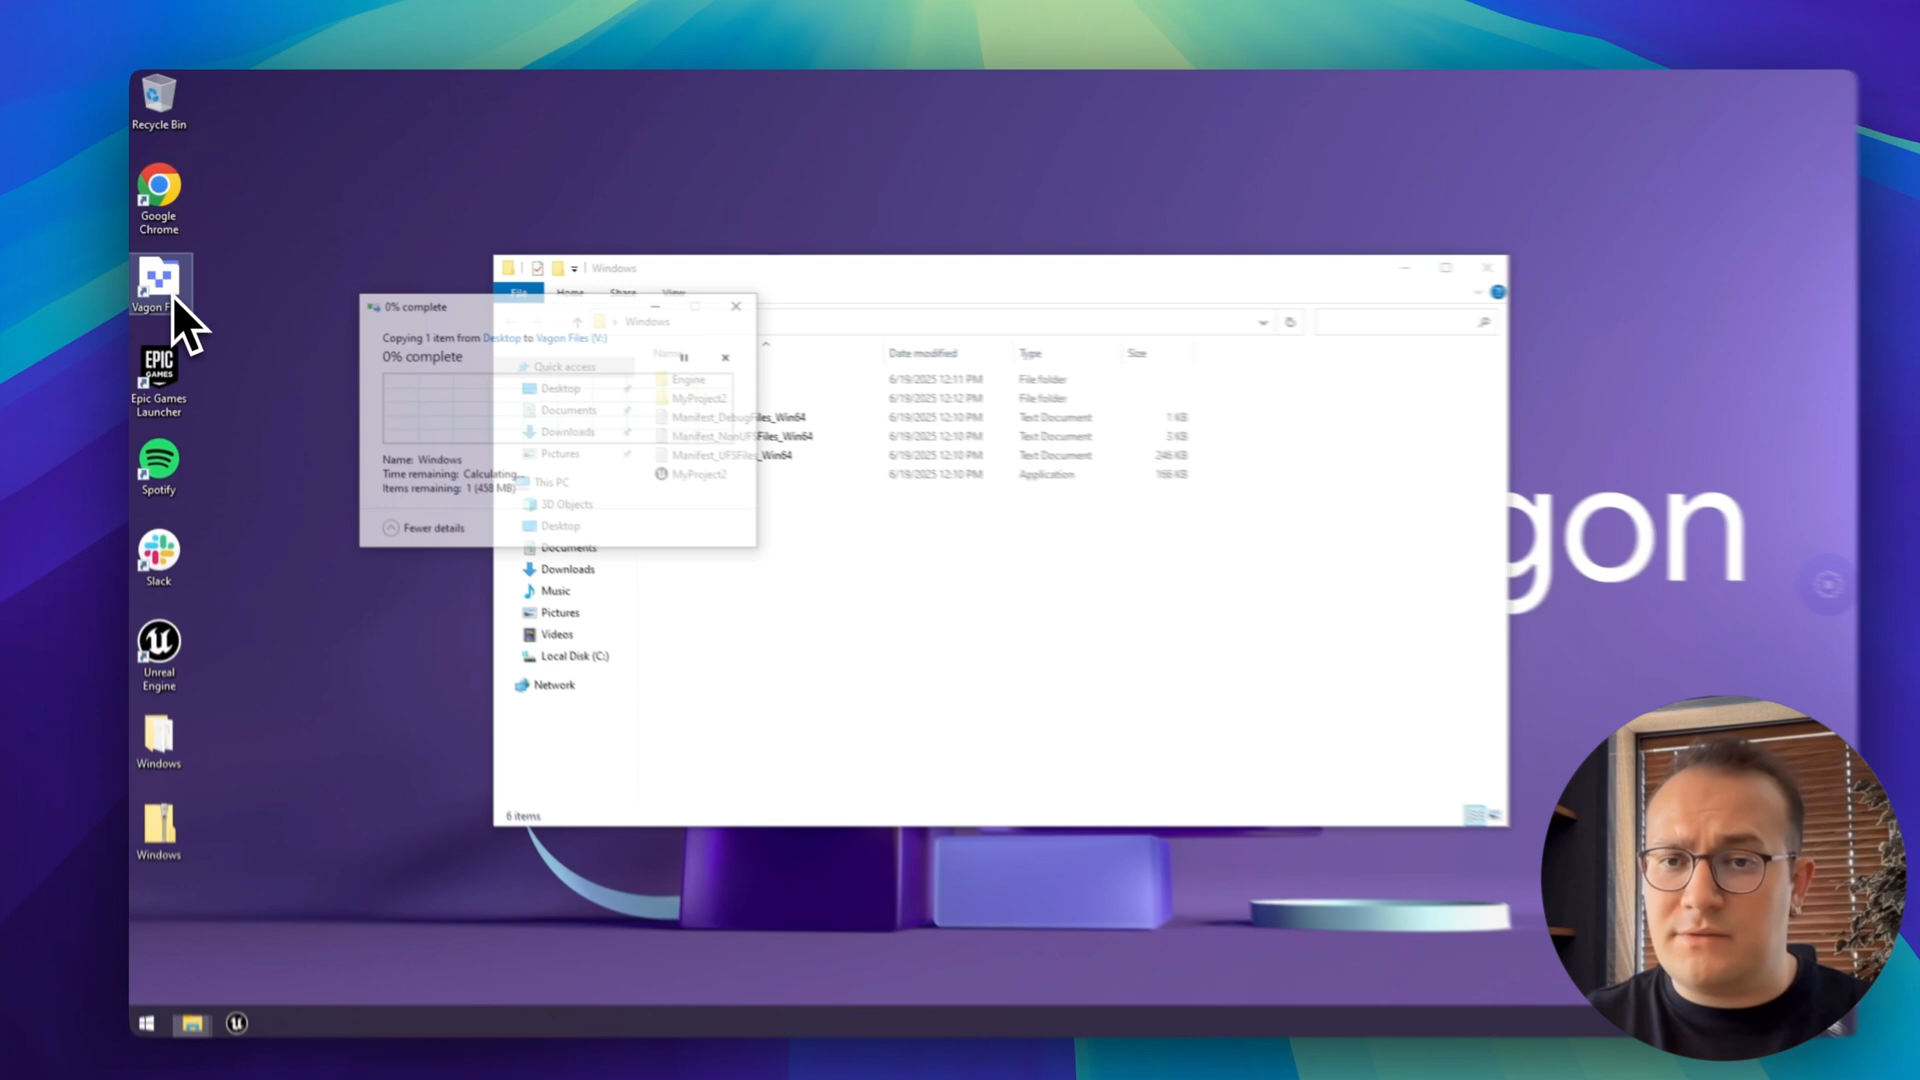 Recycle Bin
Google
Chrome
Vagon F
EPIC
GAMES
Epic Games
Launcher
Spotify
Slack
Unreal
Engine
Windows
Windows
Windows
File
Home
Share
View
Windows
0% complete
Copying 1 item from Desktop to Vagon Files (V:)
0% complete
Name: Windows
Time remaining: Calculating...
Items remaining: 1 (458 MB)
Fewer details
Quick access
Desktop
Documents
Downloads
Pictures
This PC
3D Objects
Desktop
Documents
Downloads
Music
Pictures
Videos
Local Disk (C:)
Network
Name
Date modified
Type
Size
Engine
6/19/2025 12:11 PM
File folder
MyProject2
6/19/2025 12:12 PM
File folder
Manifest_DebugFiles_Win64
6/19/2025 12:10 PM
Text Document
1 KB
Manifest_NonUFSFiles_Win64
6/19/2025 12:10 PM
Text Document
3 KB
Manifest_UFSFiles_Win64
6/19/2025 12:10 PM
Text Document
246 KB
MyProject2
6/19/2025 12:10 PM
Application
166 KB
6 items
gon